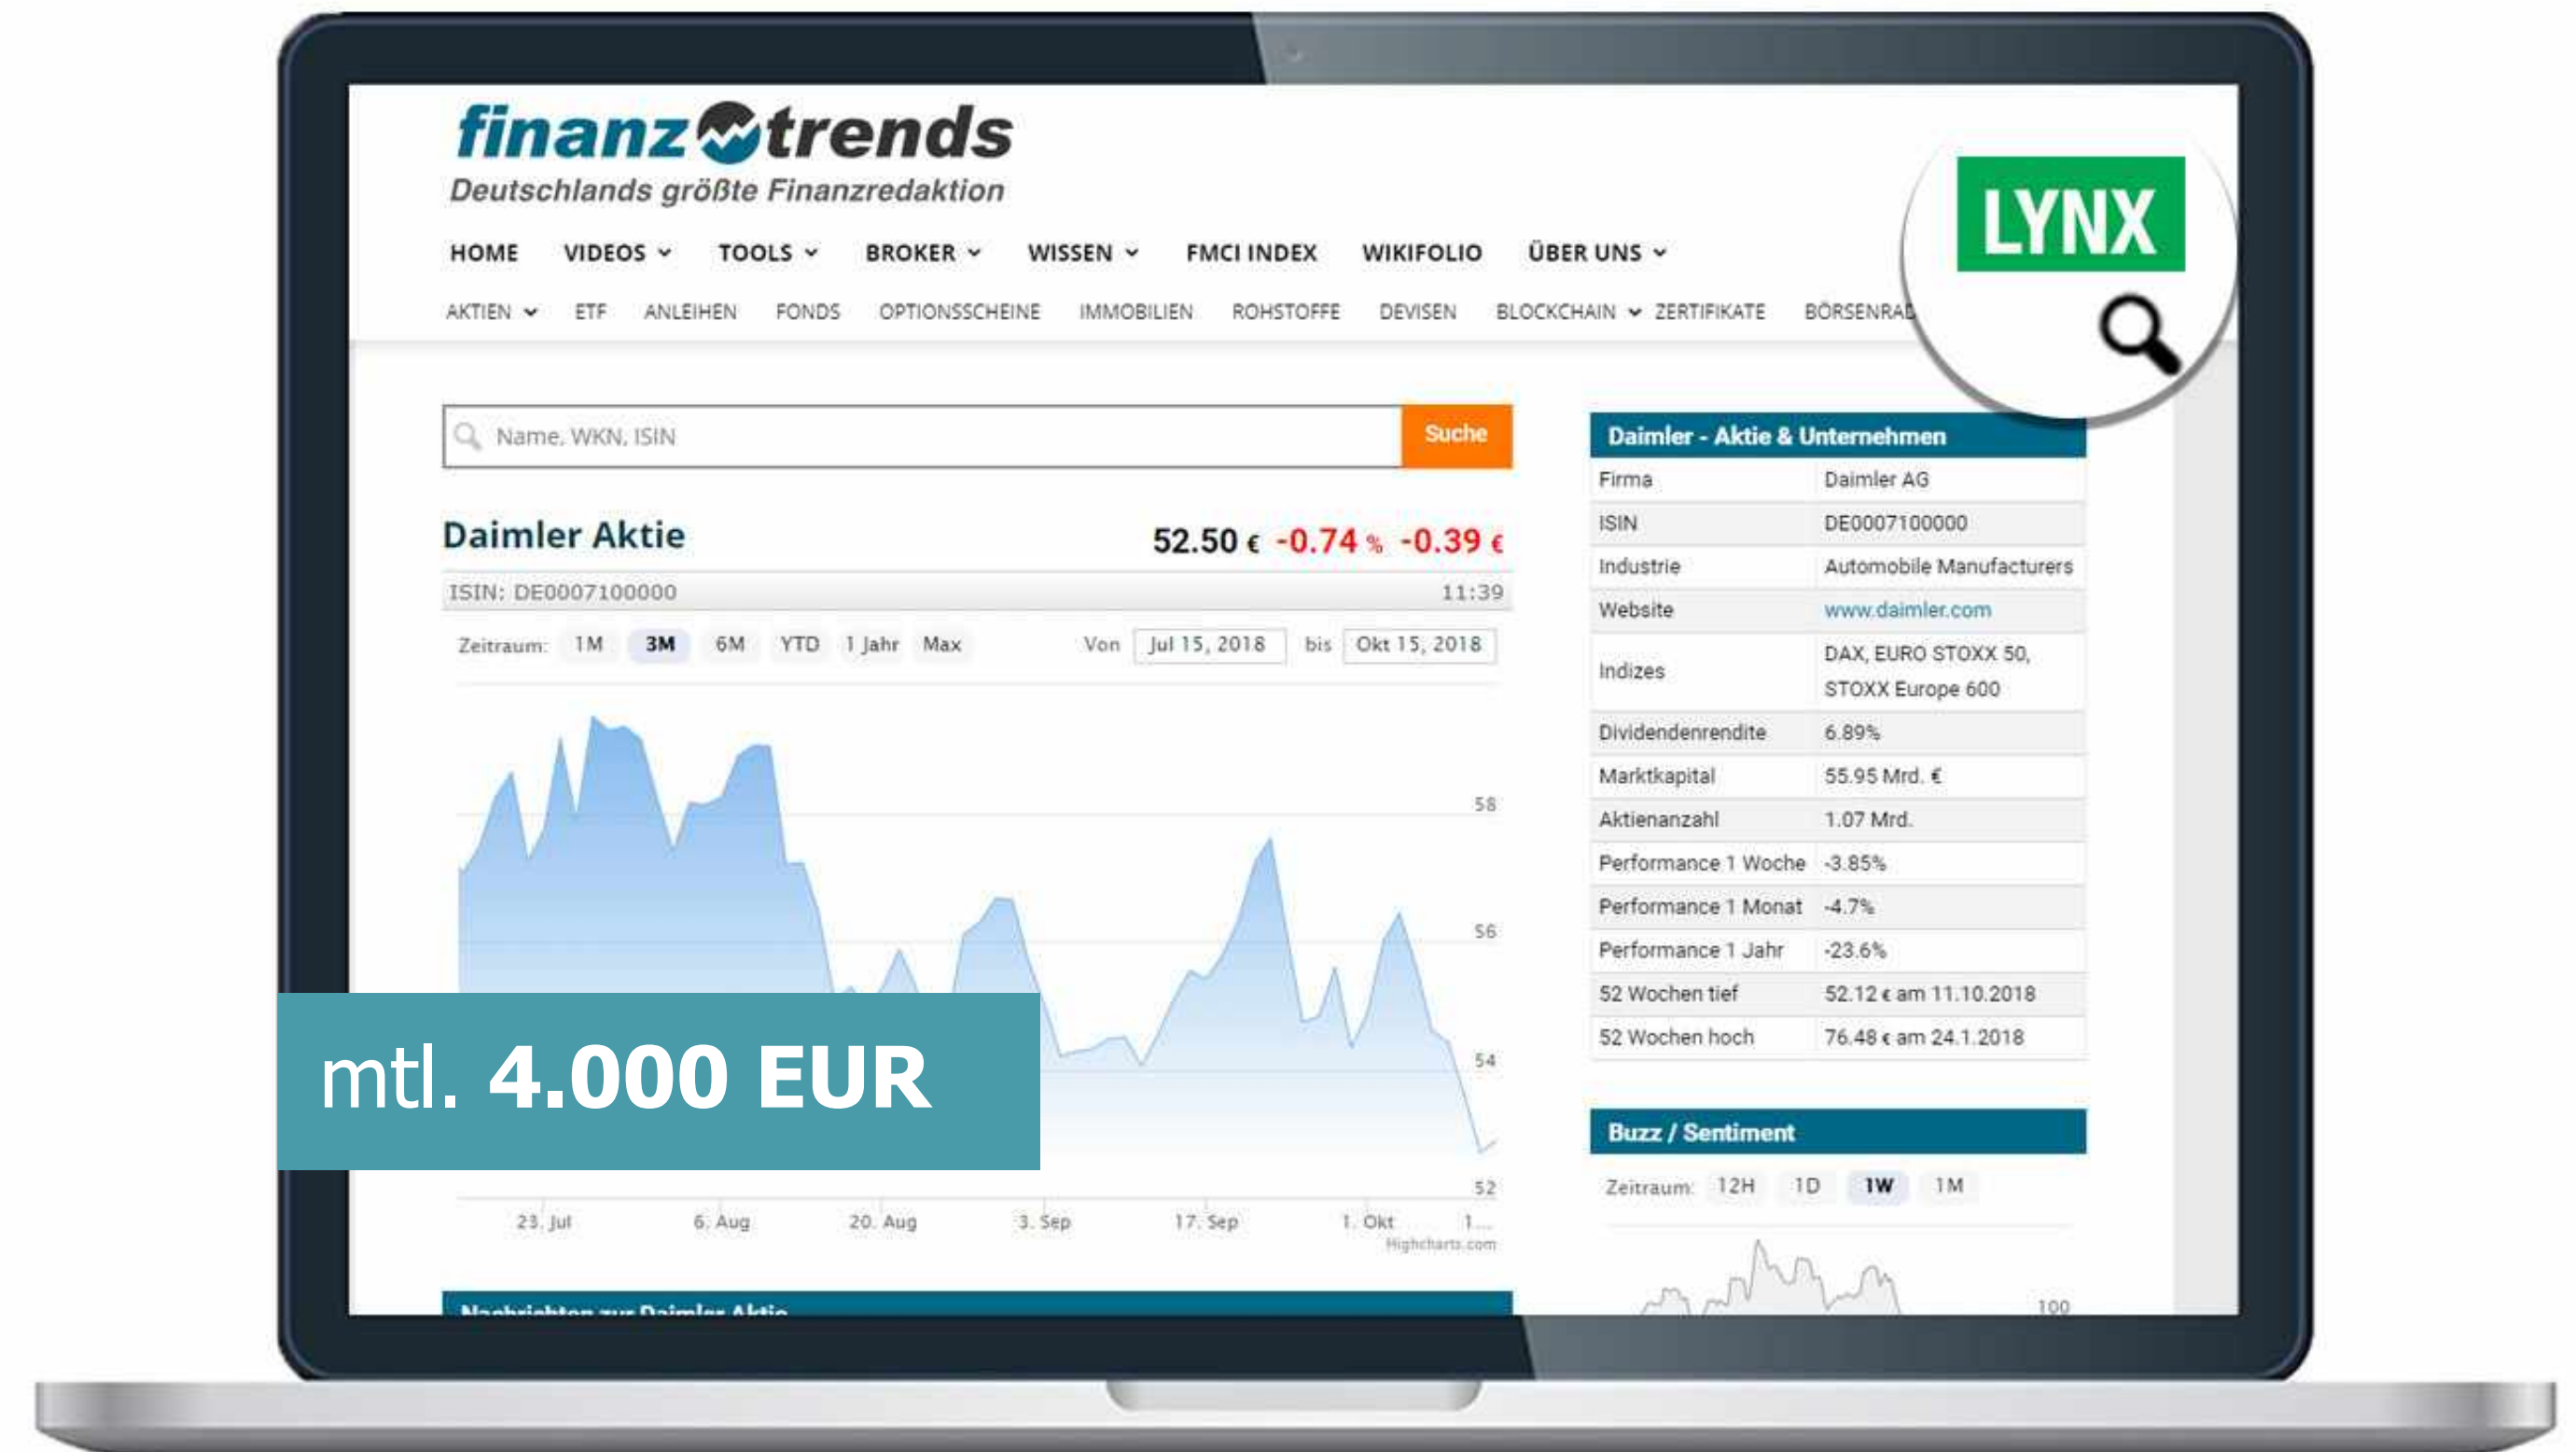 finanz trends
Deutschlands größte Finanzredaktion
LYNX
HOME VIDEOS TOOLS BROKER WISSEN FMCI INDEX WIKIFOLIO ÜBER UNS
AKTIEN ETF ANLEIHEN FONDS OPTIONSSCHEINE IMMOBILIEN ROHSTOFFE DEVISEN BLOCKCHAIN ZERTIFIKATE
Name, WKN, ISIN Suche
Daimler Aktie 52.50 € -0.74 % -0.39 €
ISIN: DE0007100000 11:39
Zeitraum: 1M 3M 6M YTD 1 Jahr Max Von Jul 15, 2018 bis Okt 15, 2018
58
56
54
52
23. Jul 6. Aug 20. Aug 3. Sep 17. Sep 1. Okt 1...
Highcharts.com
mtl. 4.000 EUR
Nachrichten zur Daimler Aktie
Daimler - Aktie & Unternehmen
Firma Daimler AG
ISIN DE0007100000
Industrie Automobile Manufacturers
Website www.daimler.com
Indizes DAX, EURO STOXX 50,
STOXX Europe 600
Dividendenrendite 6.89%
Marktkapital 55.95 Mrd. €
Aktienanzahl 1.07 Mrd.
Performance 1 Woche -3.85%
Performance 1 Monat -4.7%
Performance 1 Jahr -23.6%
52 Wochen tief 52.12 € am 11.10.2018
52 Wochen hoch 76.48 € am 24.1.2018
Buzz / Sentiment
Zeitraum: 12H 1D 1W 1M
100